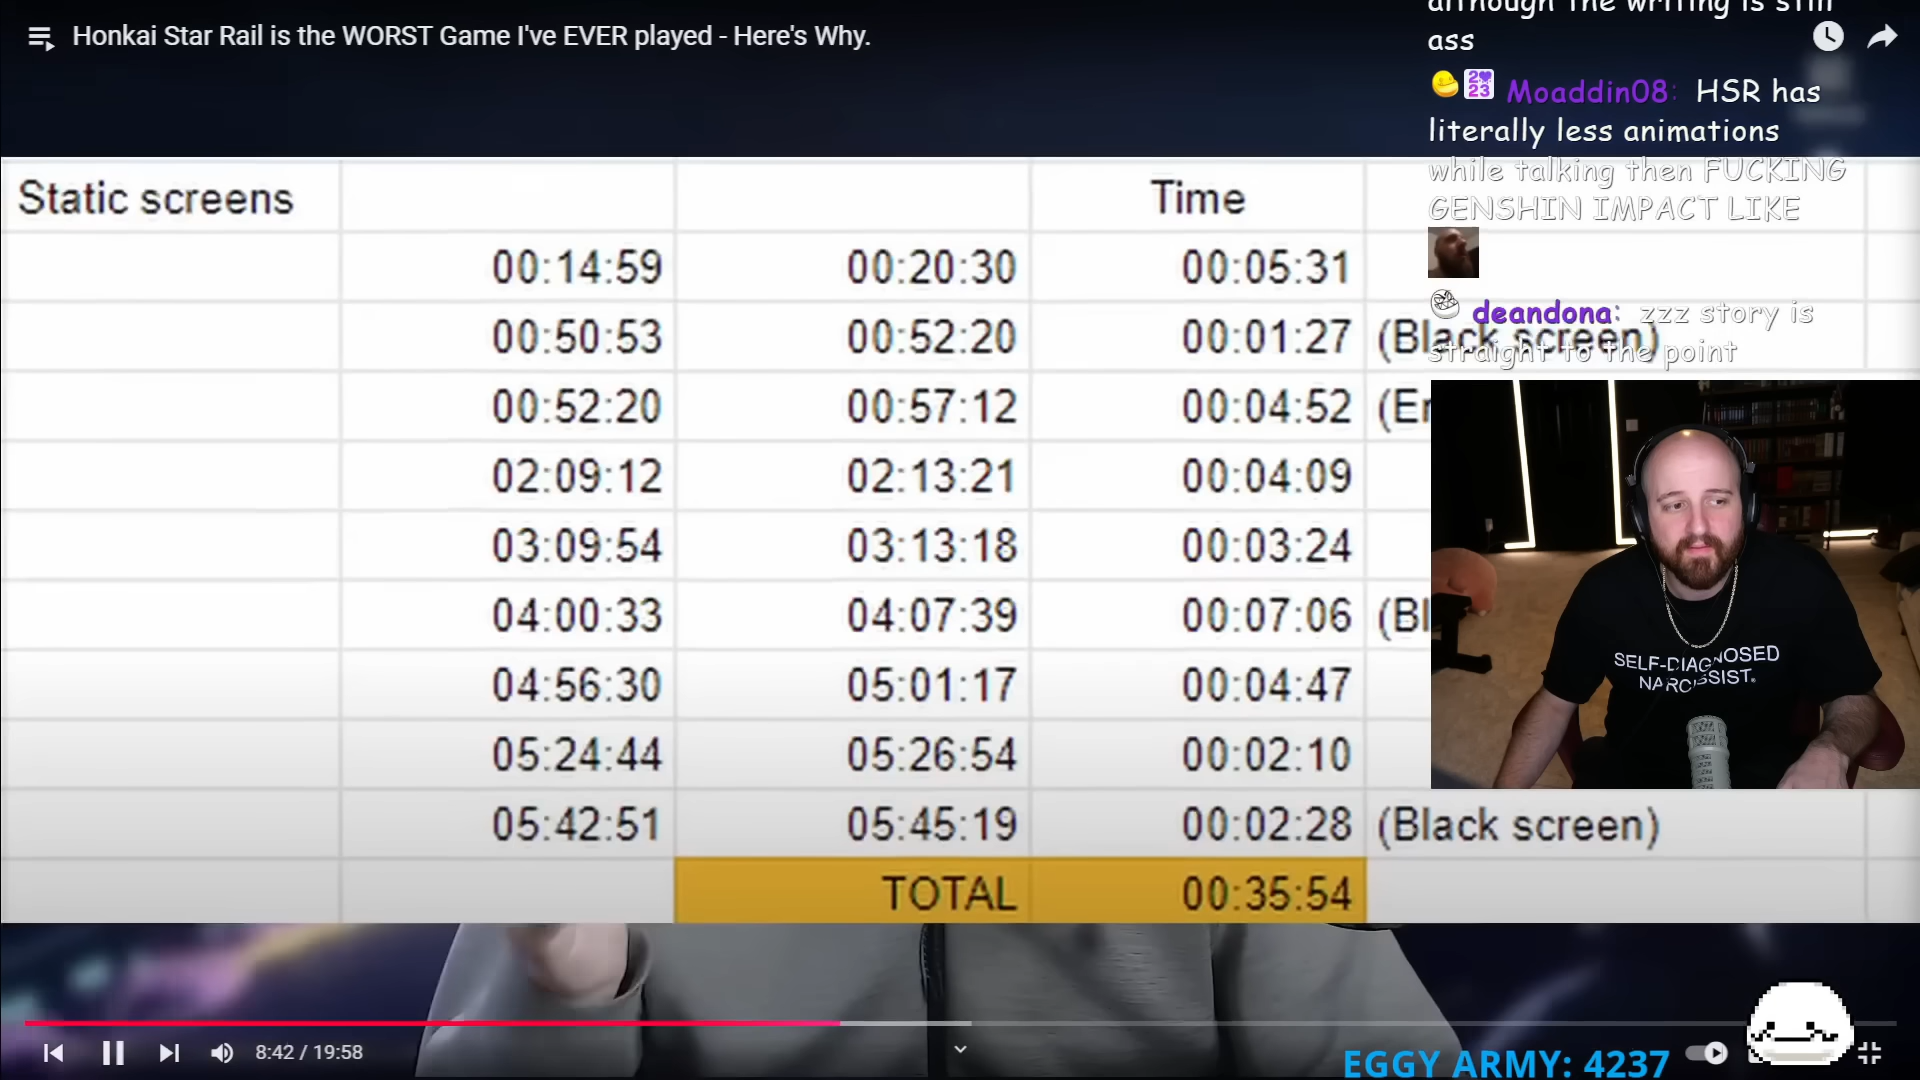 Honkai Star Rail is the WORST Game I've EVER played - Here's Why.
although the writing is still
ass
Moaddin08: HSR has
literally less animations
while talking then FUCKING
GENSHIN IMPACT LIKE
deandona: zzz story is
straight to the point
Static screens Time
00:14:59 00:20:30 00:05:31
00:50:53 00:52:20 00:01:27 (Black screen)
00:52:20 00:57:12 00:04:52 (Er
02:09:12 02:13:21 00:04:09
03:09:54 03:13:18 00:03:24
04:00:33 04:07:39 00:07:06 (Bl
04:56:30 05:01:17 00:04:47
05:24:44 05:26:54 00:02:10
05:42:51 05:45:19 00:02:28 (Black screen)
TOTAL 00:35:54
SELF-DIAGNOSED
NARCISSIST.
8:42 / 19:58
EGGY ARMY: 4237